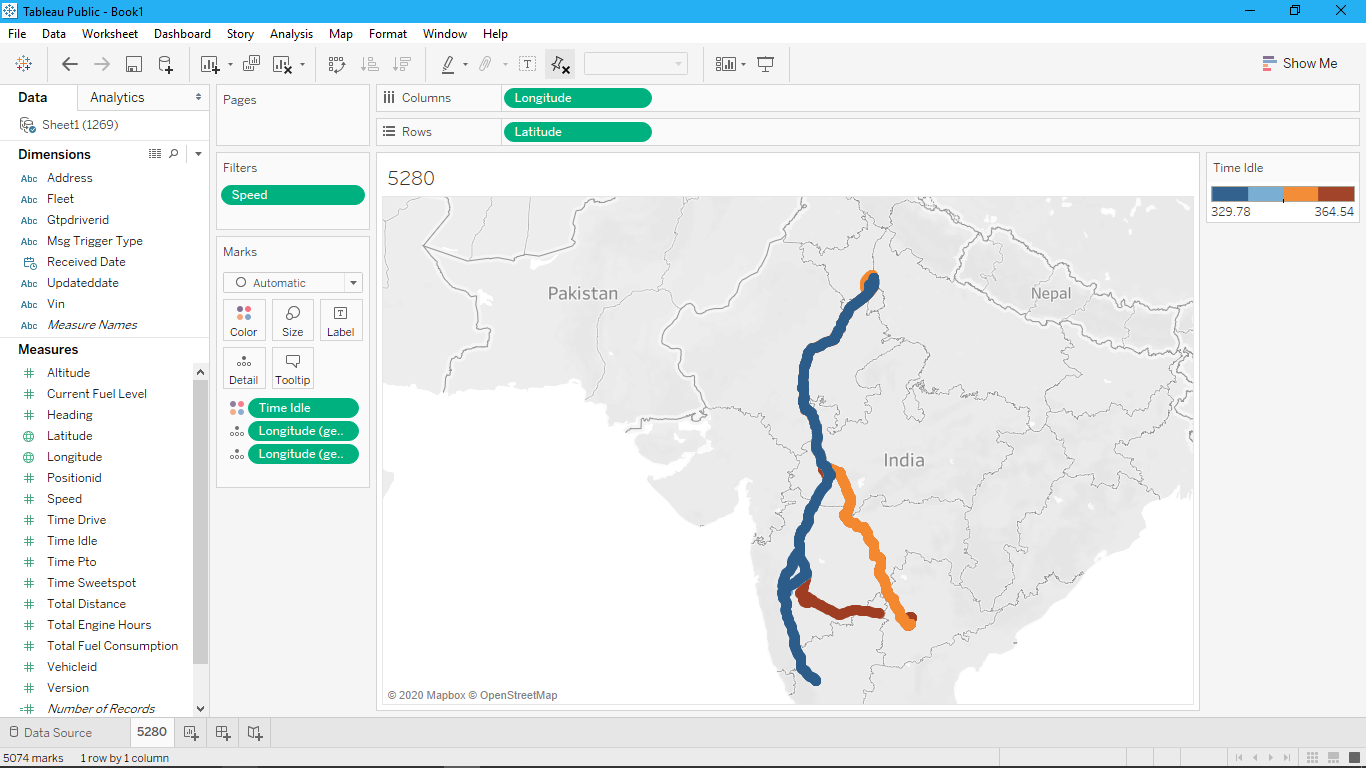 Tableau Public - Book1
File Data Worksheet Dashboard Story Analysis Map Format Window Help
Show Me
Data Analytics
Sheet1 (1269)
Dimensions
Abc Address
Abc Fleet
Abc Gtpdriverid
Abc Msg Trigger Type
Received Date
Abc Updateddate
Abc Vin
Abc Measure Names
Measures
# Altitude
# Current Fuel Level
# Heading
Latitude
Longitude
# Positionid
# Speed
# Time Drive
# Time Idle
# Time Pto
# Time Sweetspot
# Total Distance
# Total Engine Hours
# Total Fuel Consumption
# Vehicleid
# Version
=# Number of Records
Pages
Filters
Speed
Marks
Automatic
Color Size Label
Detail Tooltip
Time Idle
Longitude (ge..
Longitude (ge..
Columns Longitude
Rows Latitude
5280
Pakistan
Nepal
India
© 2020 Mapbox © OpenStreetMap
Time Idle
329.78 364.54
Data Source 5280
5074 marks 1 row by 1 column